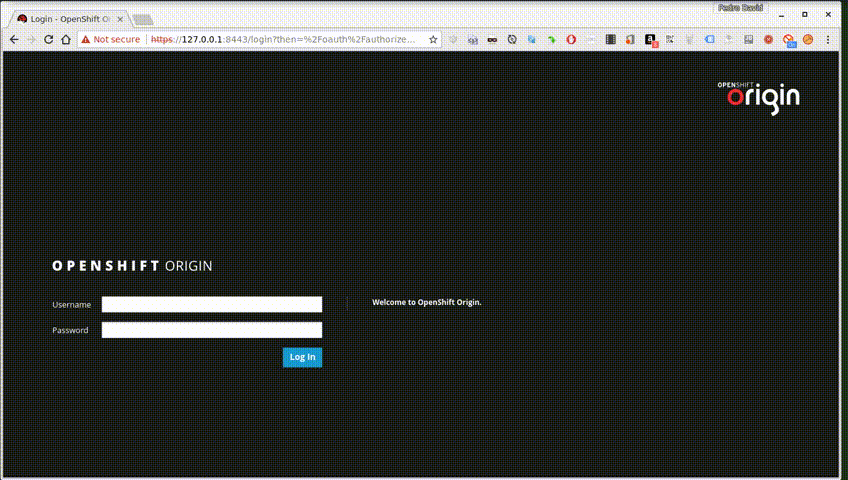 Pedro David
Login - OpenShift Or
Not secure https://127.0.0.1:8443/login?then=%2Foauth%2Fauthorize...
OPENSHIFT
origin
OPENSHIFT ORIGIN
Username
Welcome to OpenShift Origin.
Password
Log In